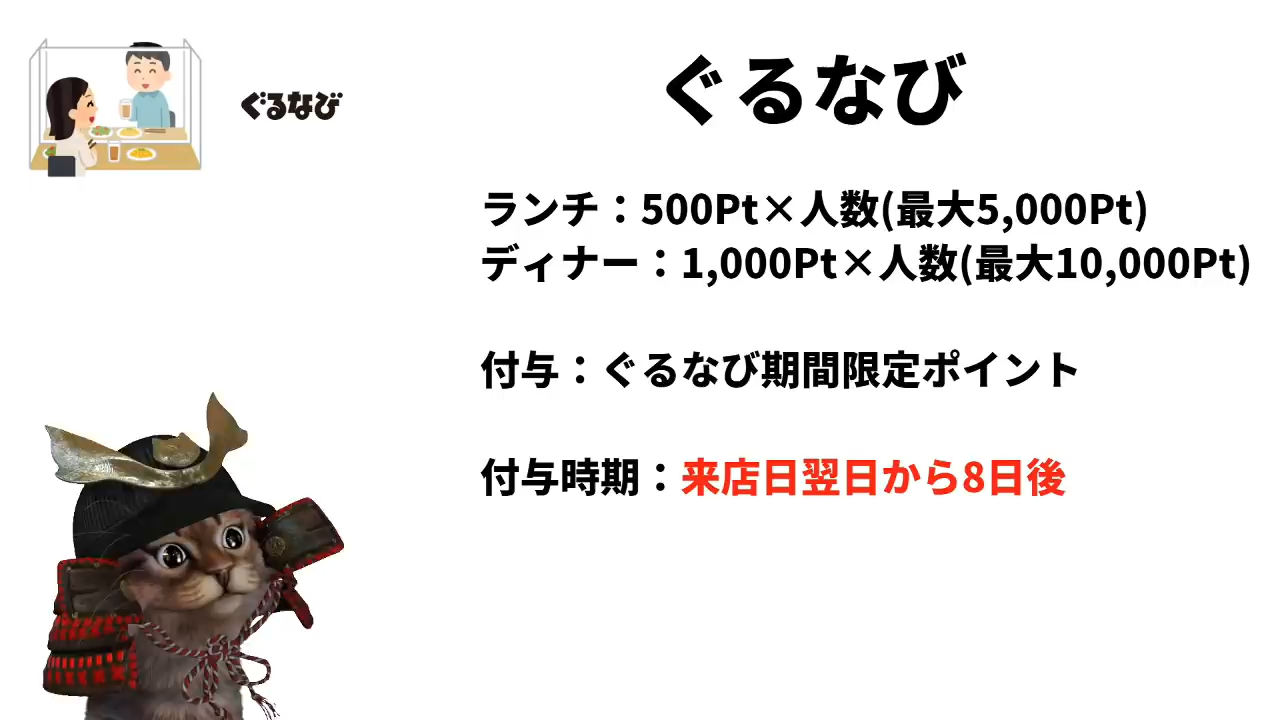 ぐるなび
ぐるなび
ランチ：500Pt×人数(最大5,000Pt)
ディナー：1,000Pt×人数(最大10,000Pt)
付与：ぐるなび期間限定ポイント
付与時期：来店日翌日から8日後